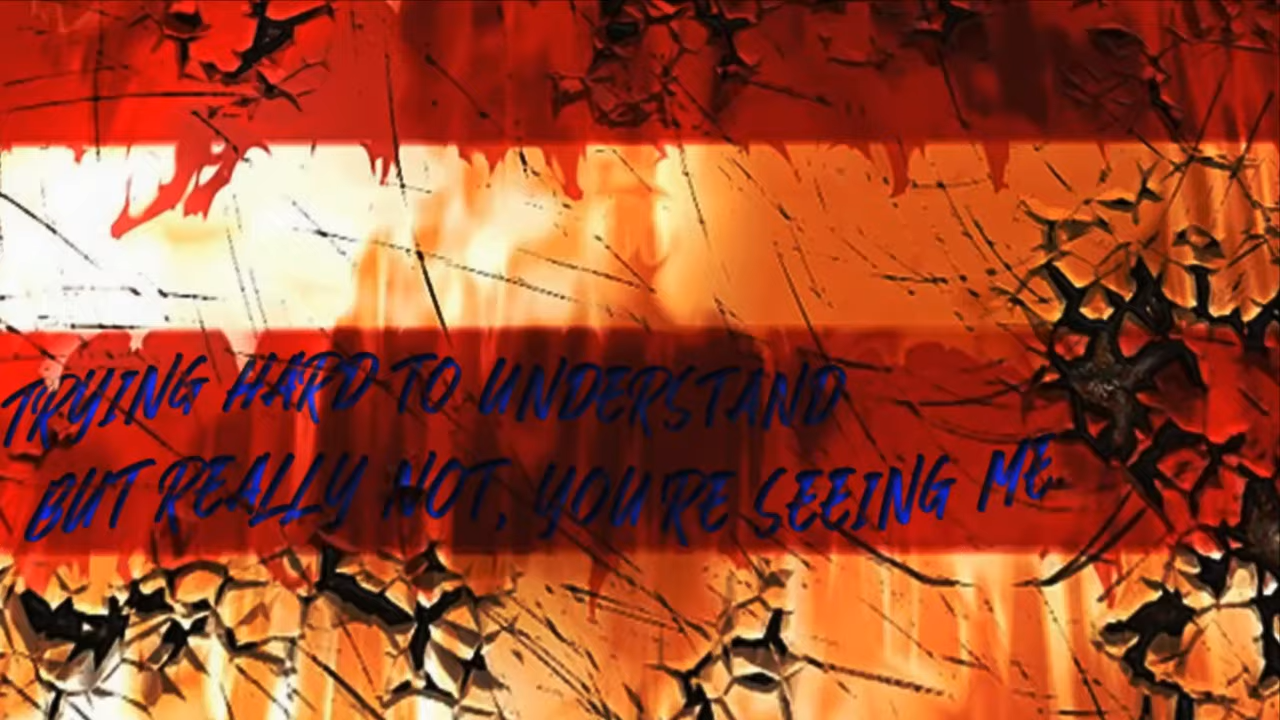 TRYING HARD TO UNDERSTAND
BUT REALLY NOT, YOU'RE SEEING ME